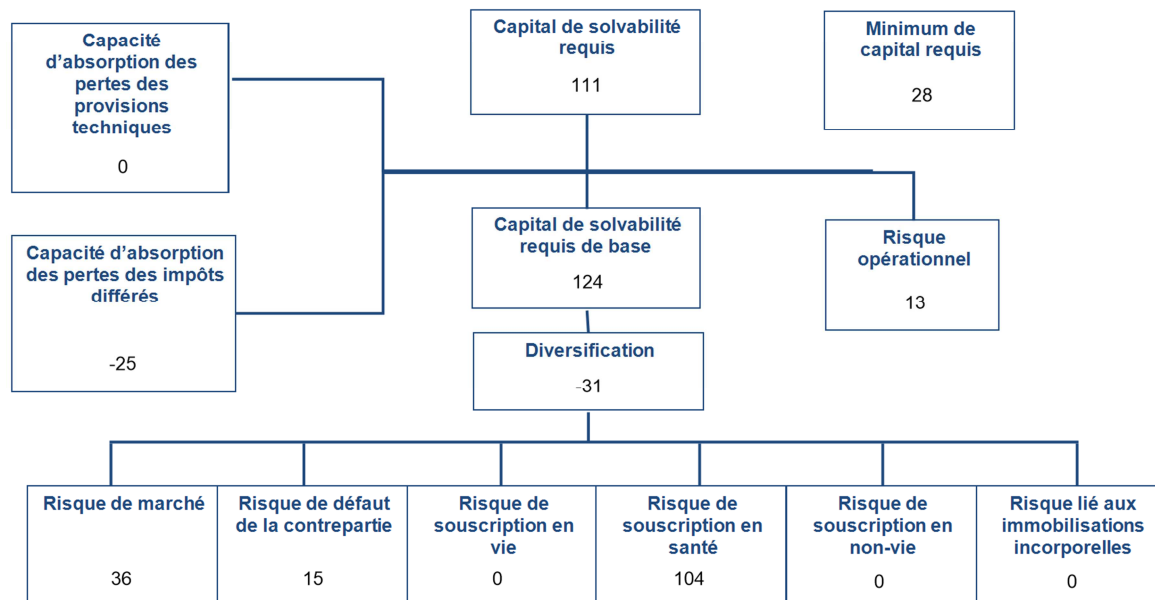 Capacité
d’absorption des
pertes des
provisions
techniques
0
Capital de solvabilité
requis
111
Minimum de
capital requis
28
Capacité d’absorption
des pertes des impôts
différés
-25
Capital de solvabilité
requis de base
124
Risque
opérationnel
13
Diversification
-31
Risque de marché
36
Risque de défaut
de la contrepartie
15
Risque de
souscription en
vie
0
Risque de
souscription en
santé
104
Risque de
souscription en
non-vie
0
Risque lié aux
immobilisations
incorporelles
0